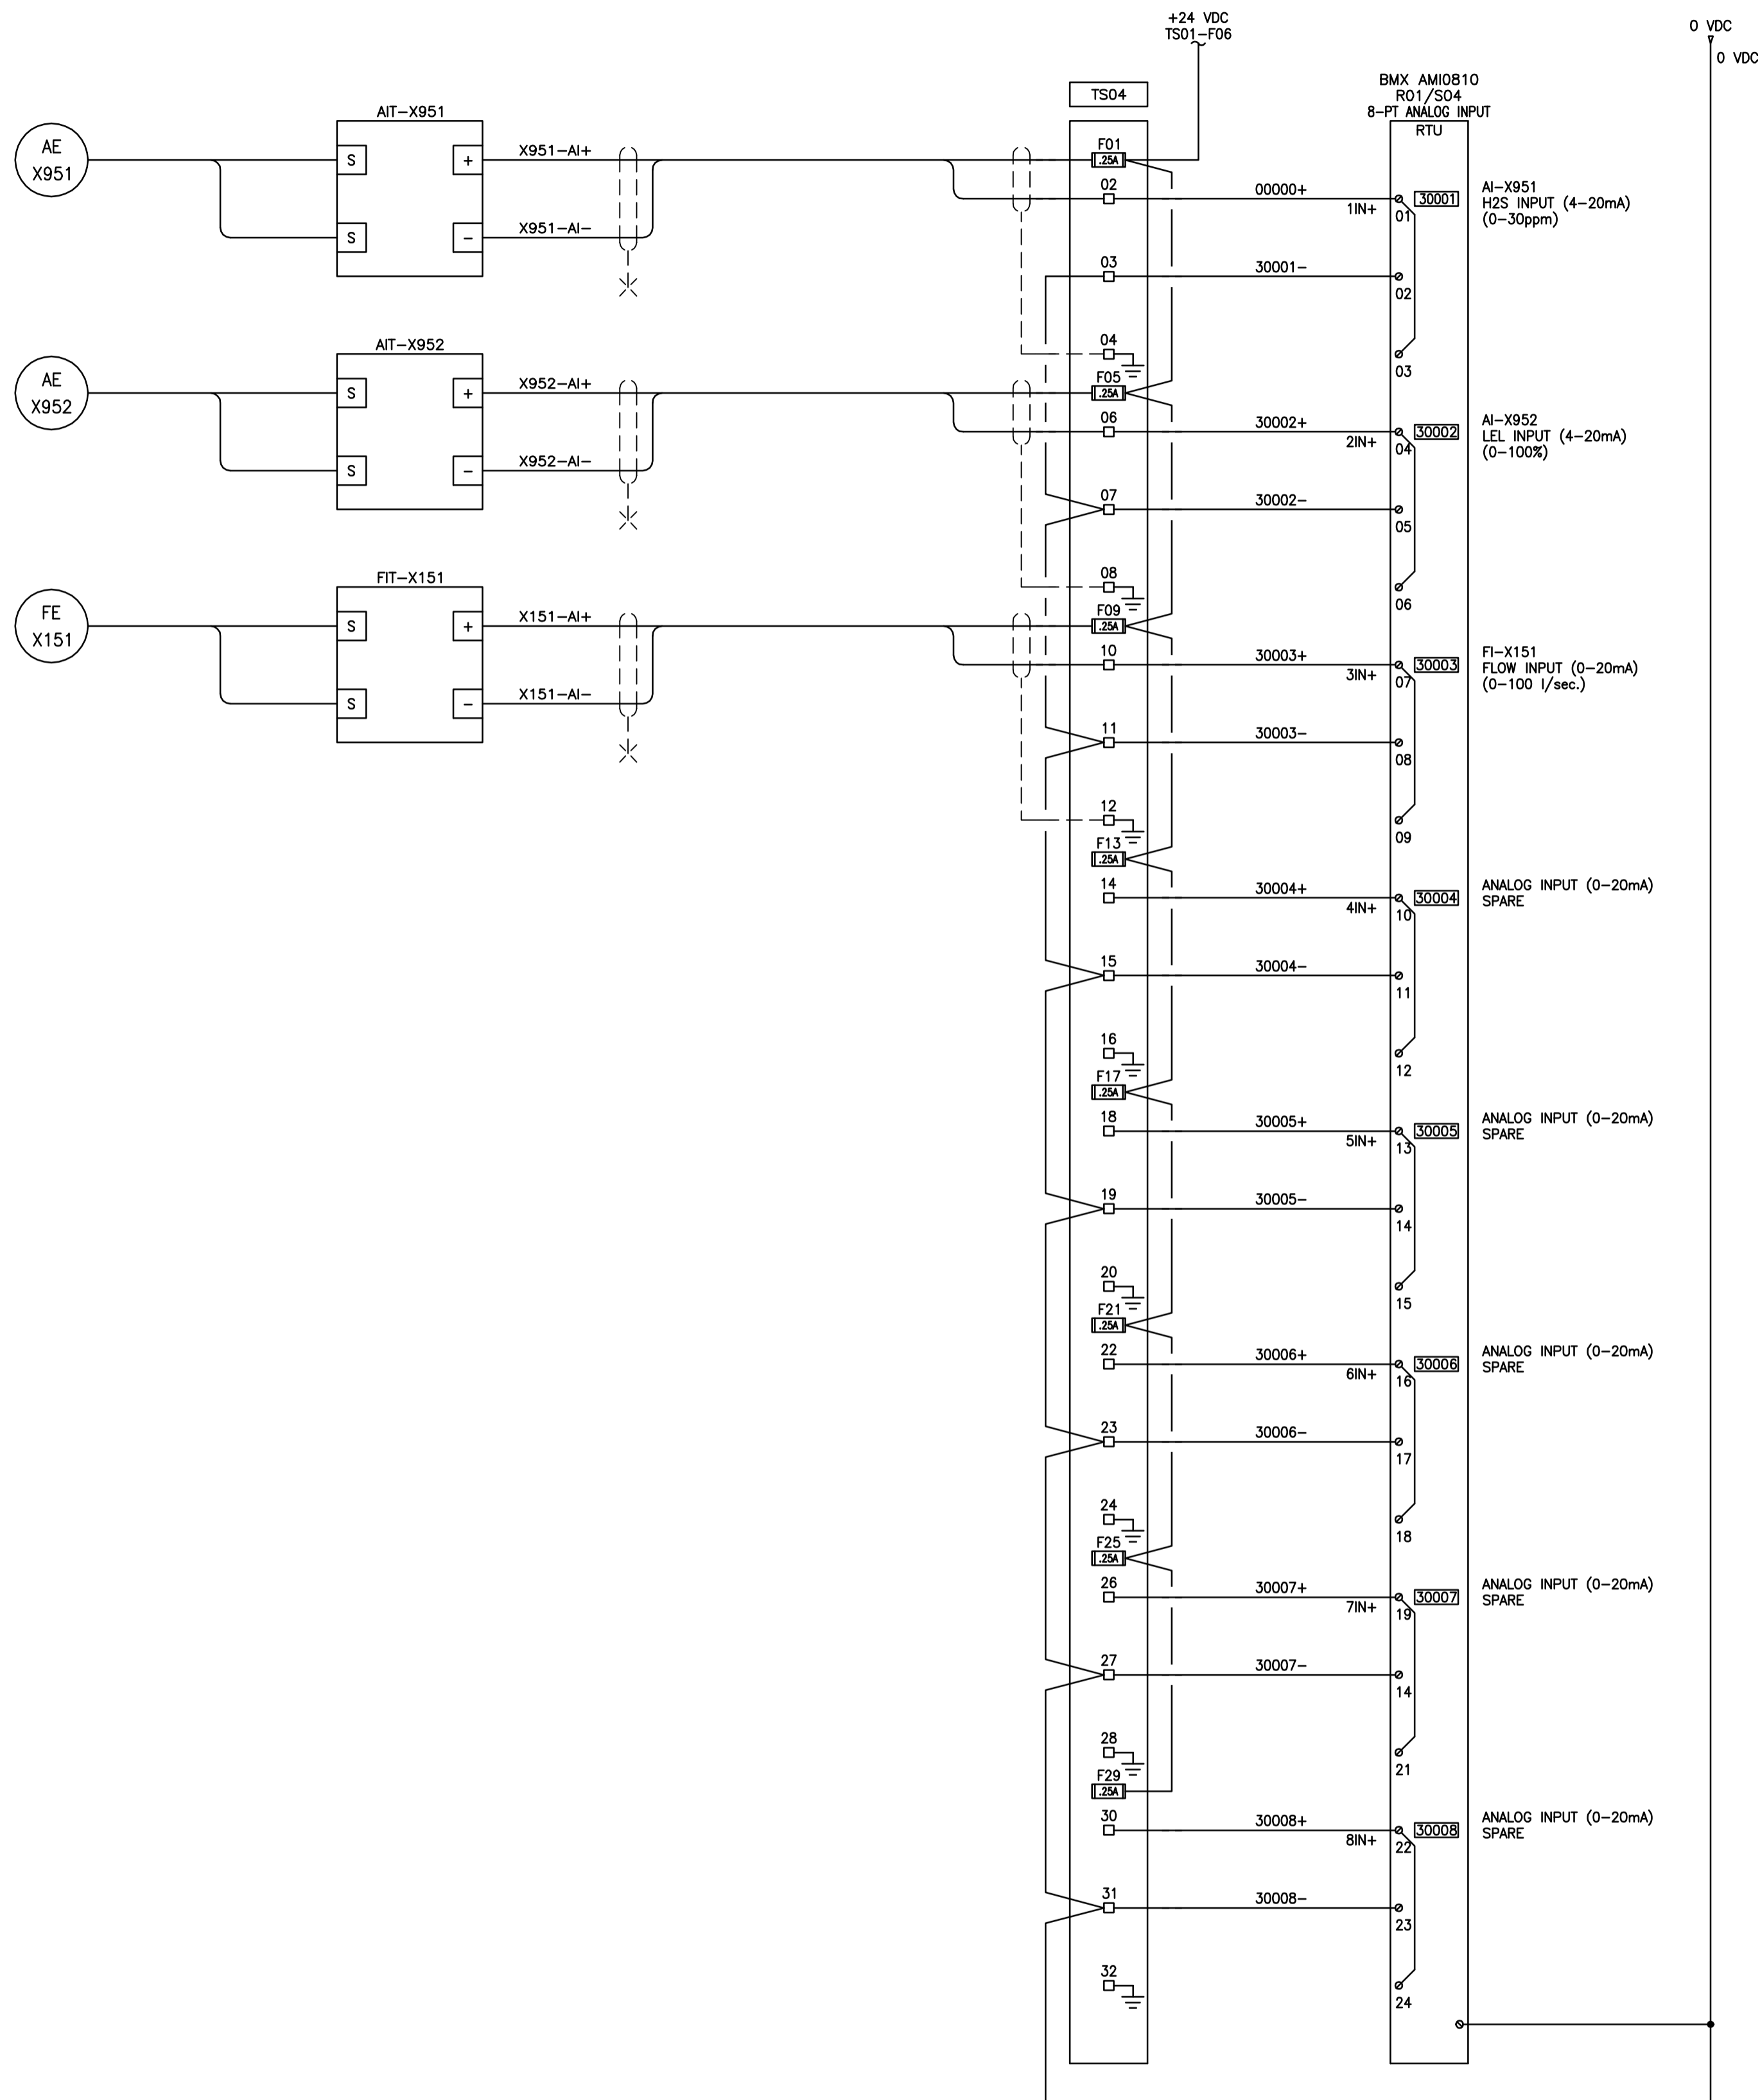 +24 VDC
TS01-F06
0 VDC
0 VDC
TS04
BMX AMI0810
R01/S04
8-PT ANALOG INPUT
RTU
AE
X951
AIT-X951
S
+
S
-
X951-AI+
X951-AI-
F01
.25A
02
00000+
1IN+
01
30001
AI-X951
H2S INPUT (4-20mA)
(0-30ppm)
03
30001-
02
04
03
AE
X952
AIT-X952
S
+
S
-
X952-AI+
X952-AI-
F05
.25A
06
30002+
2IN+
04
30002
AI-X952
LEL INPUT (4-20mA)
(0-100%)
07
30002-
05
08
06
FE
X151
FIT-X151
S
+
S
-
X151-AI+
X151-AI-
F09
.25A
10
30003+
3IN+
07
30003
FI-X151
FLOW INPUT (0-20mA)
(0-100 l/sec.)
11
30003-
08
12
09
F13
.25A
14
30004+
4IN+
10
30004
ANALOG INPUT (0-20mA)
SPARE
15
30004-
11
16
12
F17
.25A
18
30005+
5IN+
13
30005
ANALOG INPUT (0-20mA)
SPARE
19
30005-
14
20
15
F21
.25A
22
30006+
6IN+
16
30006
ANALOG INPUT (0-20mA)
SPARE
23
30006-
17
24
18
F25
.25A
26
30007+
7IN+
19
30007
ANALOG INPUT (0-20mA)
SPARE
27
30007-
14
28
21
F29
.25A
30
30008+
8IN+
22
30008
ANALOG INPUT (0-20mA)
SPARE
31
30008-
23
32
24